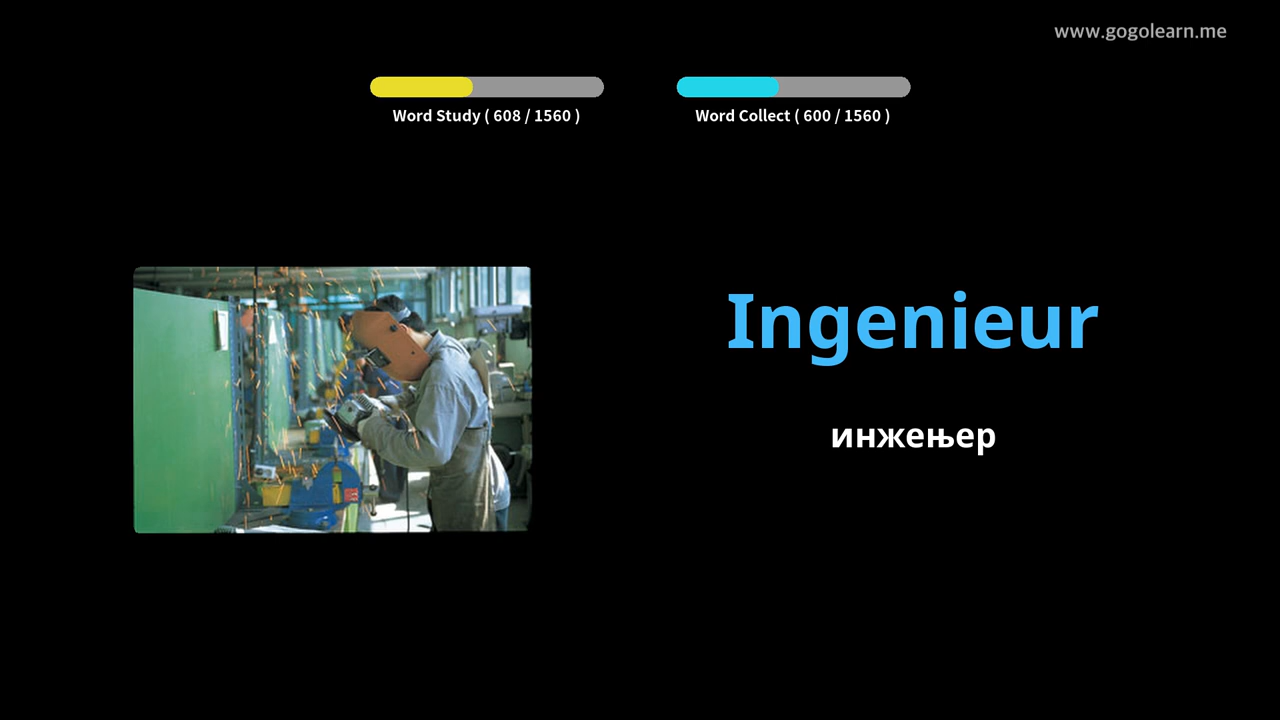 www.gogolearn.me
Word Study ( 608 / 1560 )
Word Collect ( 600 / 1560 )
Ingenieur
инжењер